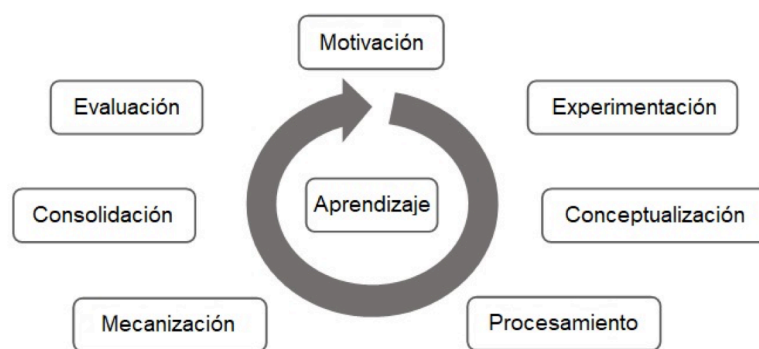 Motivación
Evaluación
Experimentación
Consolidación
Aprendizaje
Conceptualización
Mecanización
Procesamiento